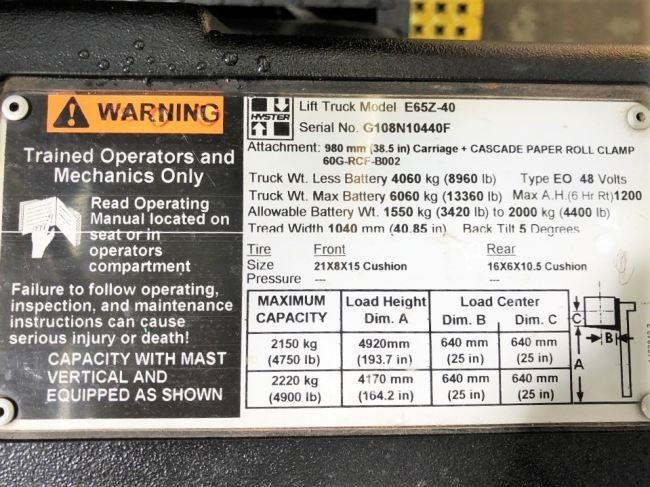 WARNING
Trained Operators and
Mechanics Only
Read Operating
Manual located on
seat or in
operators
compartment
Failure to follow operating,
inspection, and maintenance
instructions can cause
serious injury or death!
CAPACITY WITH MAST
VERTICAL AND
EQUIPPED AS SHOWN
HYSTER
Lift Truck Model E65Z-40
Serial No. G108N10440F
Attachment: 980 mm (38.5 in) Carriage + CASCADE PAPER ROLL CLAMP
60G-RCF-B002
Truck Wt. Less Battery 4060 kg (8960 lb) Type EO 48 Volts
Truck Wt. Max Battery 6060 kg (13360 lb) Max A.H.(6 Hr Rt)1200
Allowable Battery Wt. 1550 kg (3420 lb) to 2000 kg (4400 lb)
Tread Width 1040 mm (40.85 in) Back Tilt 5 Degrees
Tire Front Rear
Size 21X8X15 Cushion 16X6X10.5 Cushion
Pressure --- ---
MAXIMUM CAPACITY Load Height Dim. A Load Center Dim. B Dim. C
2150 kg 4920mm 640 mm 640 mm
(4750 lb) (193.7 in) (25 in) (25 in)
2220 kg 4170 mm 640 mm 640 mm
(4900 lb) (164.2 in) (25 in) (25 in)
C
B
A